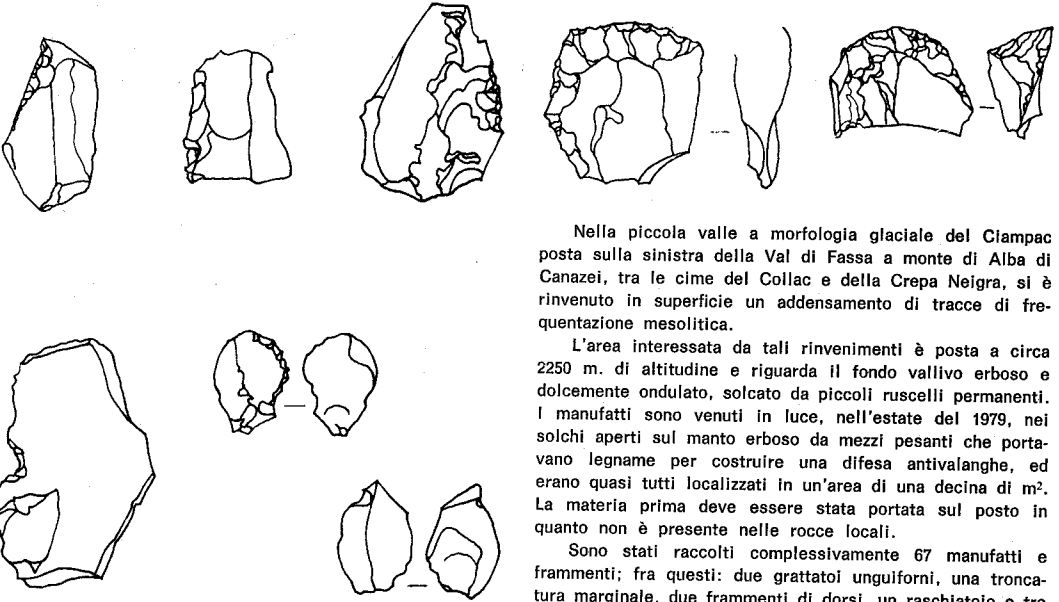 Nella piccola valle a morfologia glaciale del Ciampac
posta sulla sinistra della Val di Fassa a monte di Alba di
Canazei, tra le cime del Collac e della Crepa Neigra, si è
rinvenuto in superficie un addensamento di tracce di fre-
quentazione mesolitica.
L'area interessata da tali rinvenimenti è posta a circa
2250 m. di altitudine e riguarda il fondo vallivo erboso e
dolcemente ondulato, solcato da piccoli ruscelli permanenti.
I manufatti sono venuti in luce, nell'estate del 1979, nei
solchi aperti sul manto erboso da mezzi pesanti che porta-
vano legname per costruire una difesa antivalanghe, ed
erano quasi tutti localizzati in un'area di una decina di m².
La materia prima deve essere stata portata sul posto in
quanto non è presente nelle rocce locali.
Sono stati raccolti complessivamente 67 manufatti e
frammenti; fra questi: due grattatoi unguiforni, una tronca-
tura marginale, due frammenti di dorsi, un raschiatoio e tre